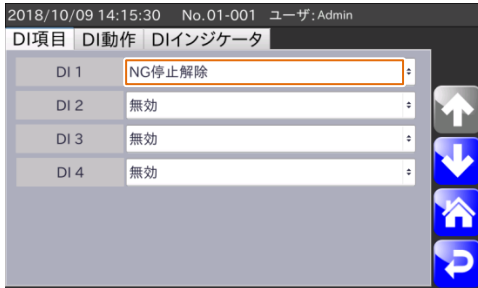 2018/10/09 14:15:30 No.01-001 ユーザ:Admin
DI項目 DI動作 DIインジケータ
DI 1 NG停止解除
DI 2 無効
DI 3 無効
DI 4 無効